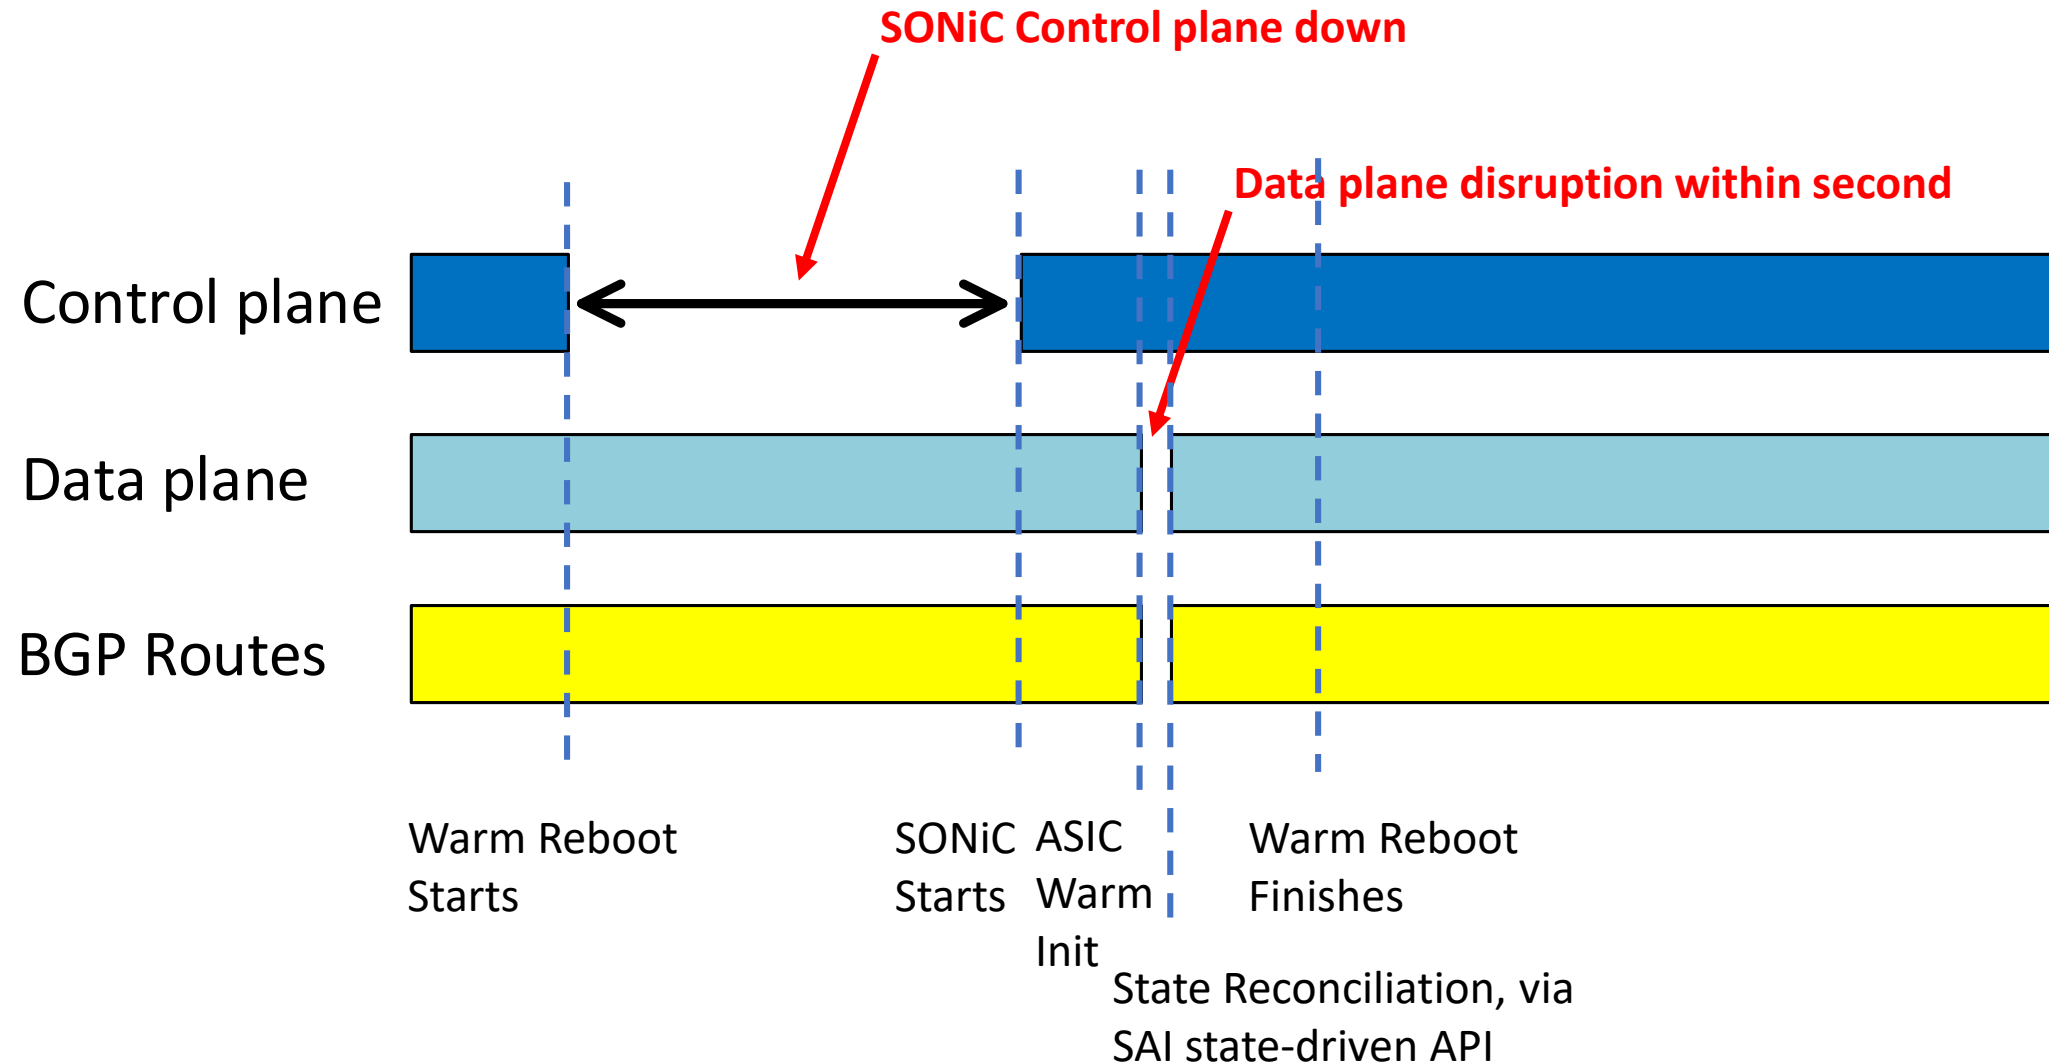 SONiC Control plane down
Data plane disruption within second
Control plane
Data plane
BGP Routes
Warm Reboot
Starts
SONiC
Starts
ASIC
Warm
Init
Warm Reboot
Finishes
State Reconciliation, via
SAI state-driven API